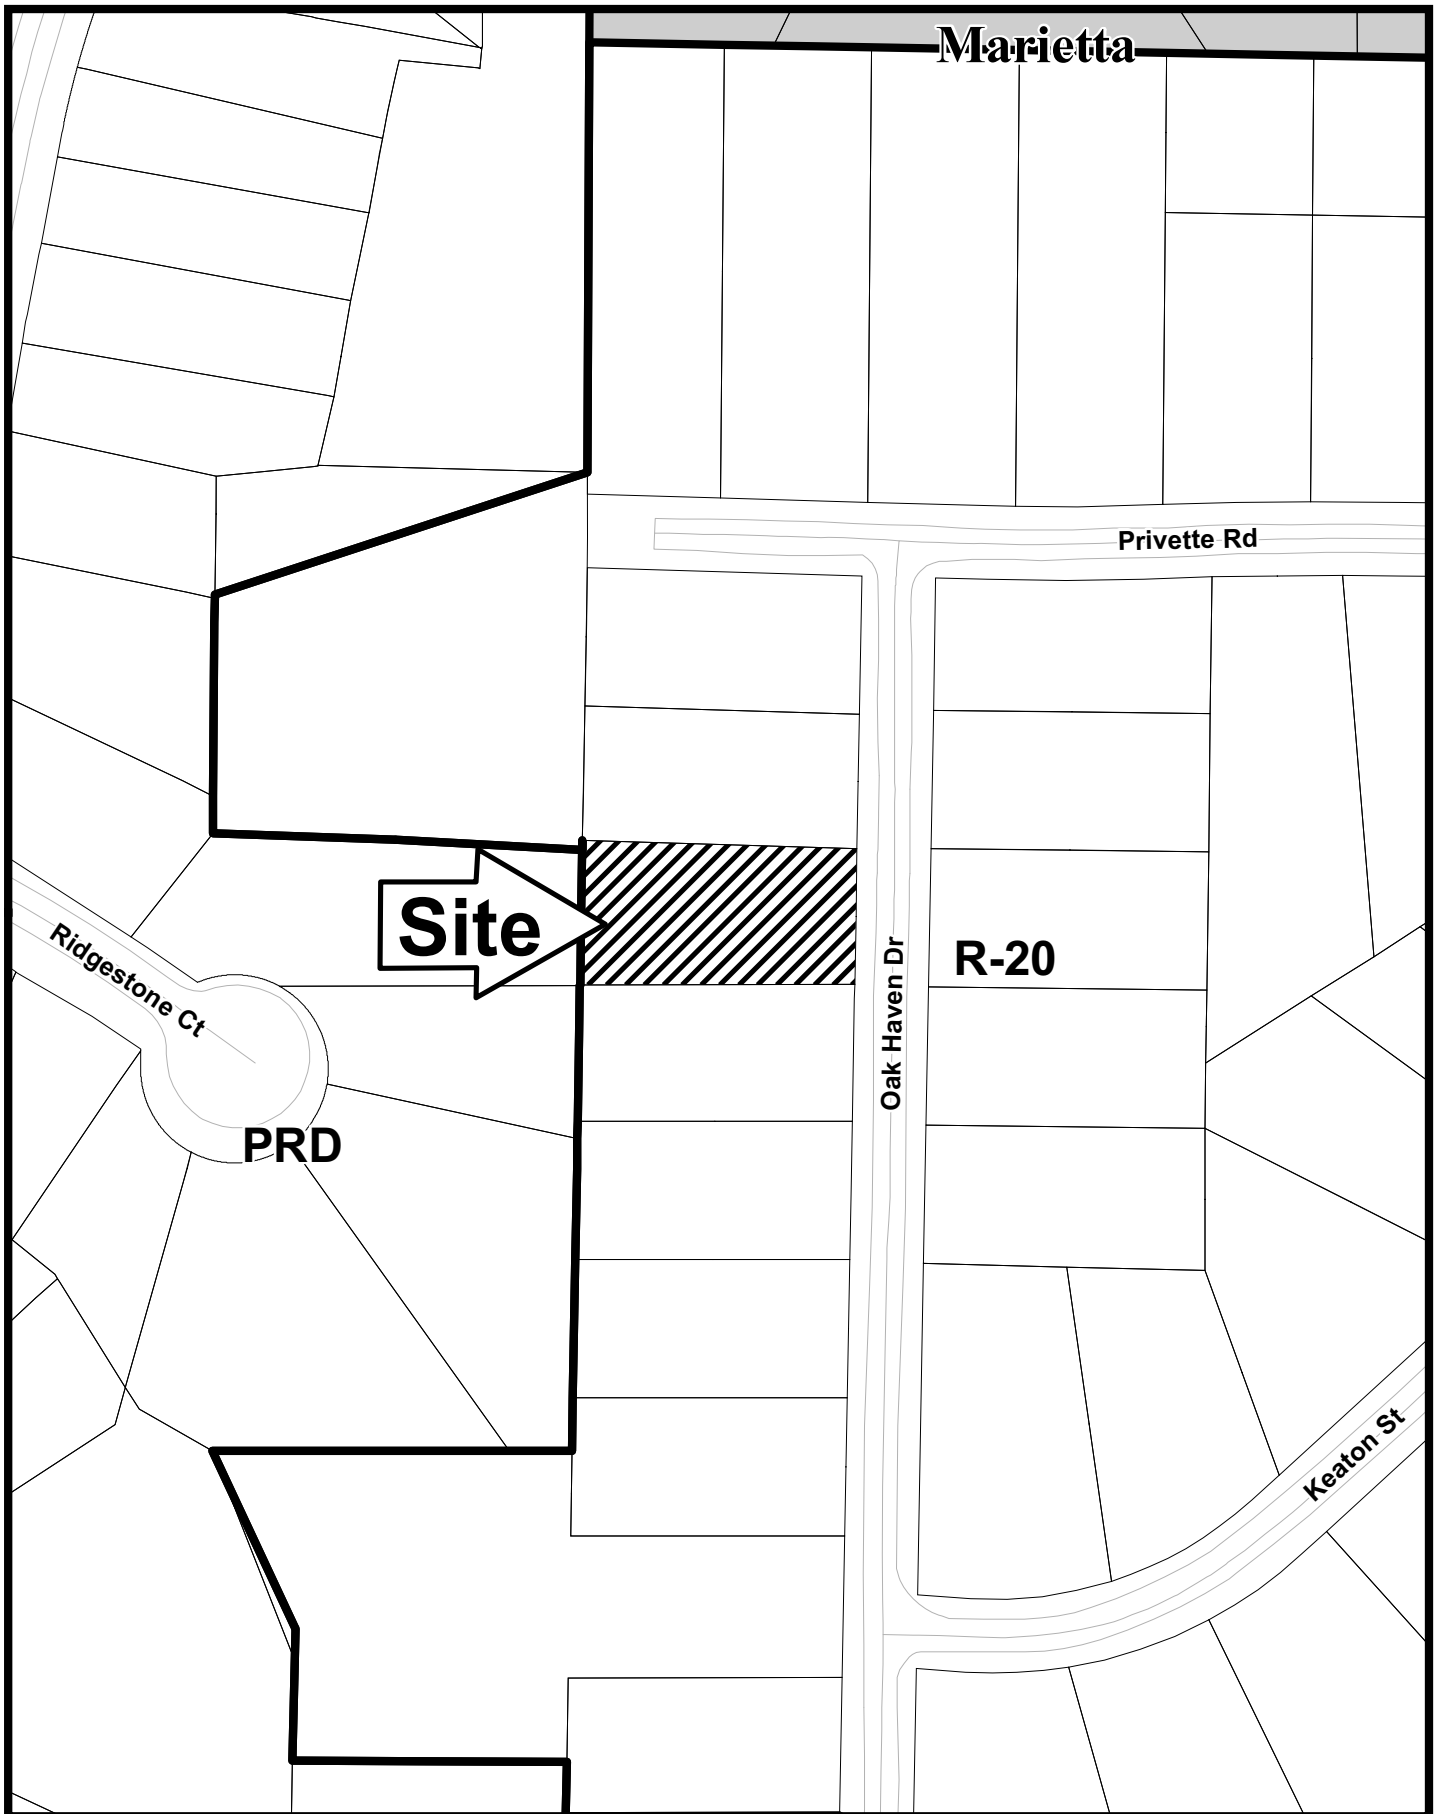 Marietta
Privette Rd
Site
Ridgestone Ct
Oak Haven Dr
R-20
PRD
Keaton St